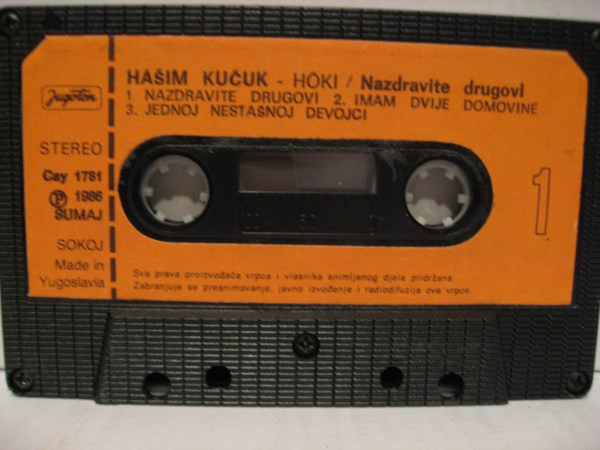 HAŠIM KUČUK - HOKI / Nazdravite drugovi
1 NAZDRAVITE DRUGOVI 2. IMAM DVIJE DOMOVINE
3. JEDNOJ NESTAŠNOJ DEVOJCI
Jugoton
STEREO
Cay 1781
Ⓟ 1986
ŠUMAJ
SOKOJ
Made in
Yugoslavia
1
Sva prava proizvođača vrpce i vlasnika snimljenog djela pridržana.
Zabranjuje se presnimavanje, javno izvođenje i radiodifuzija ove vrpce.